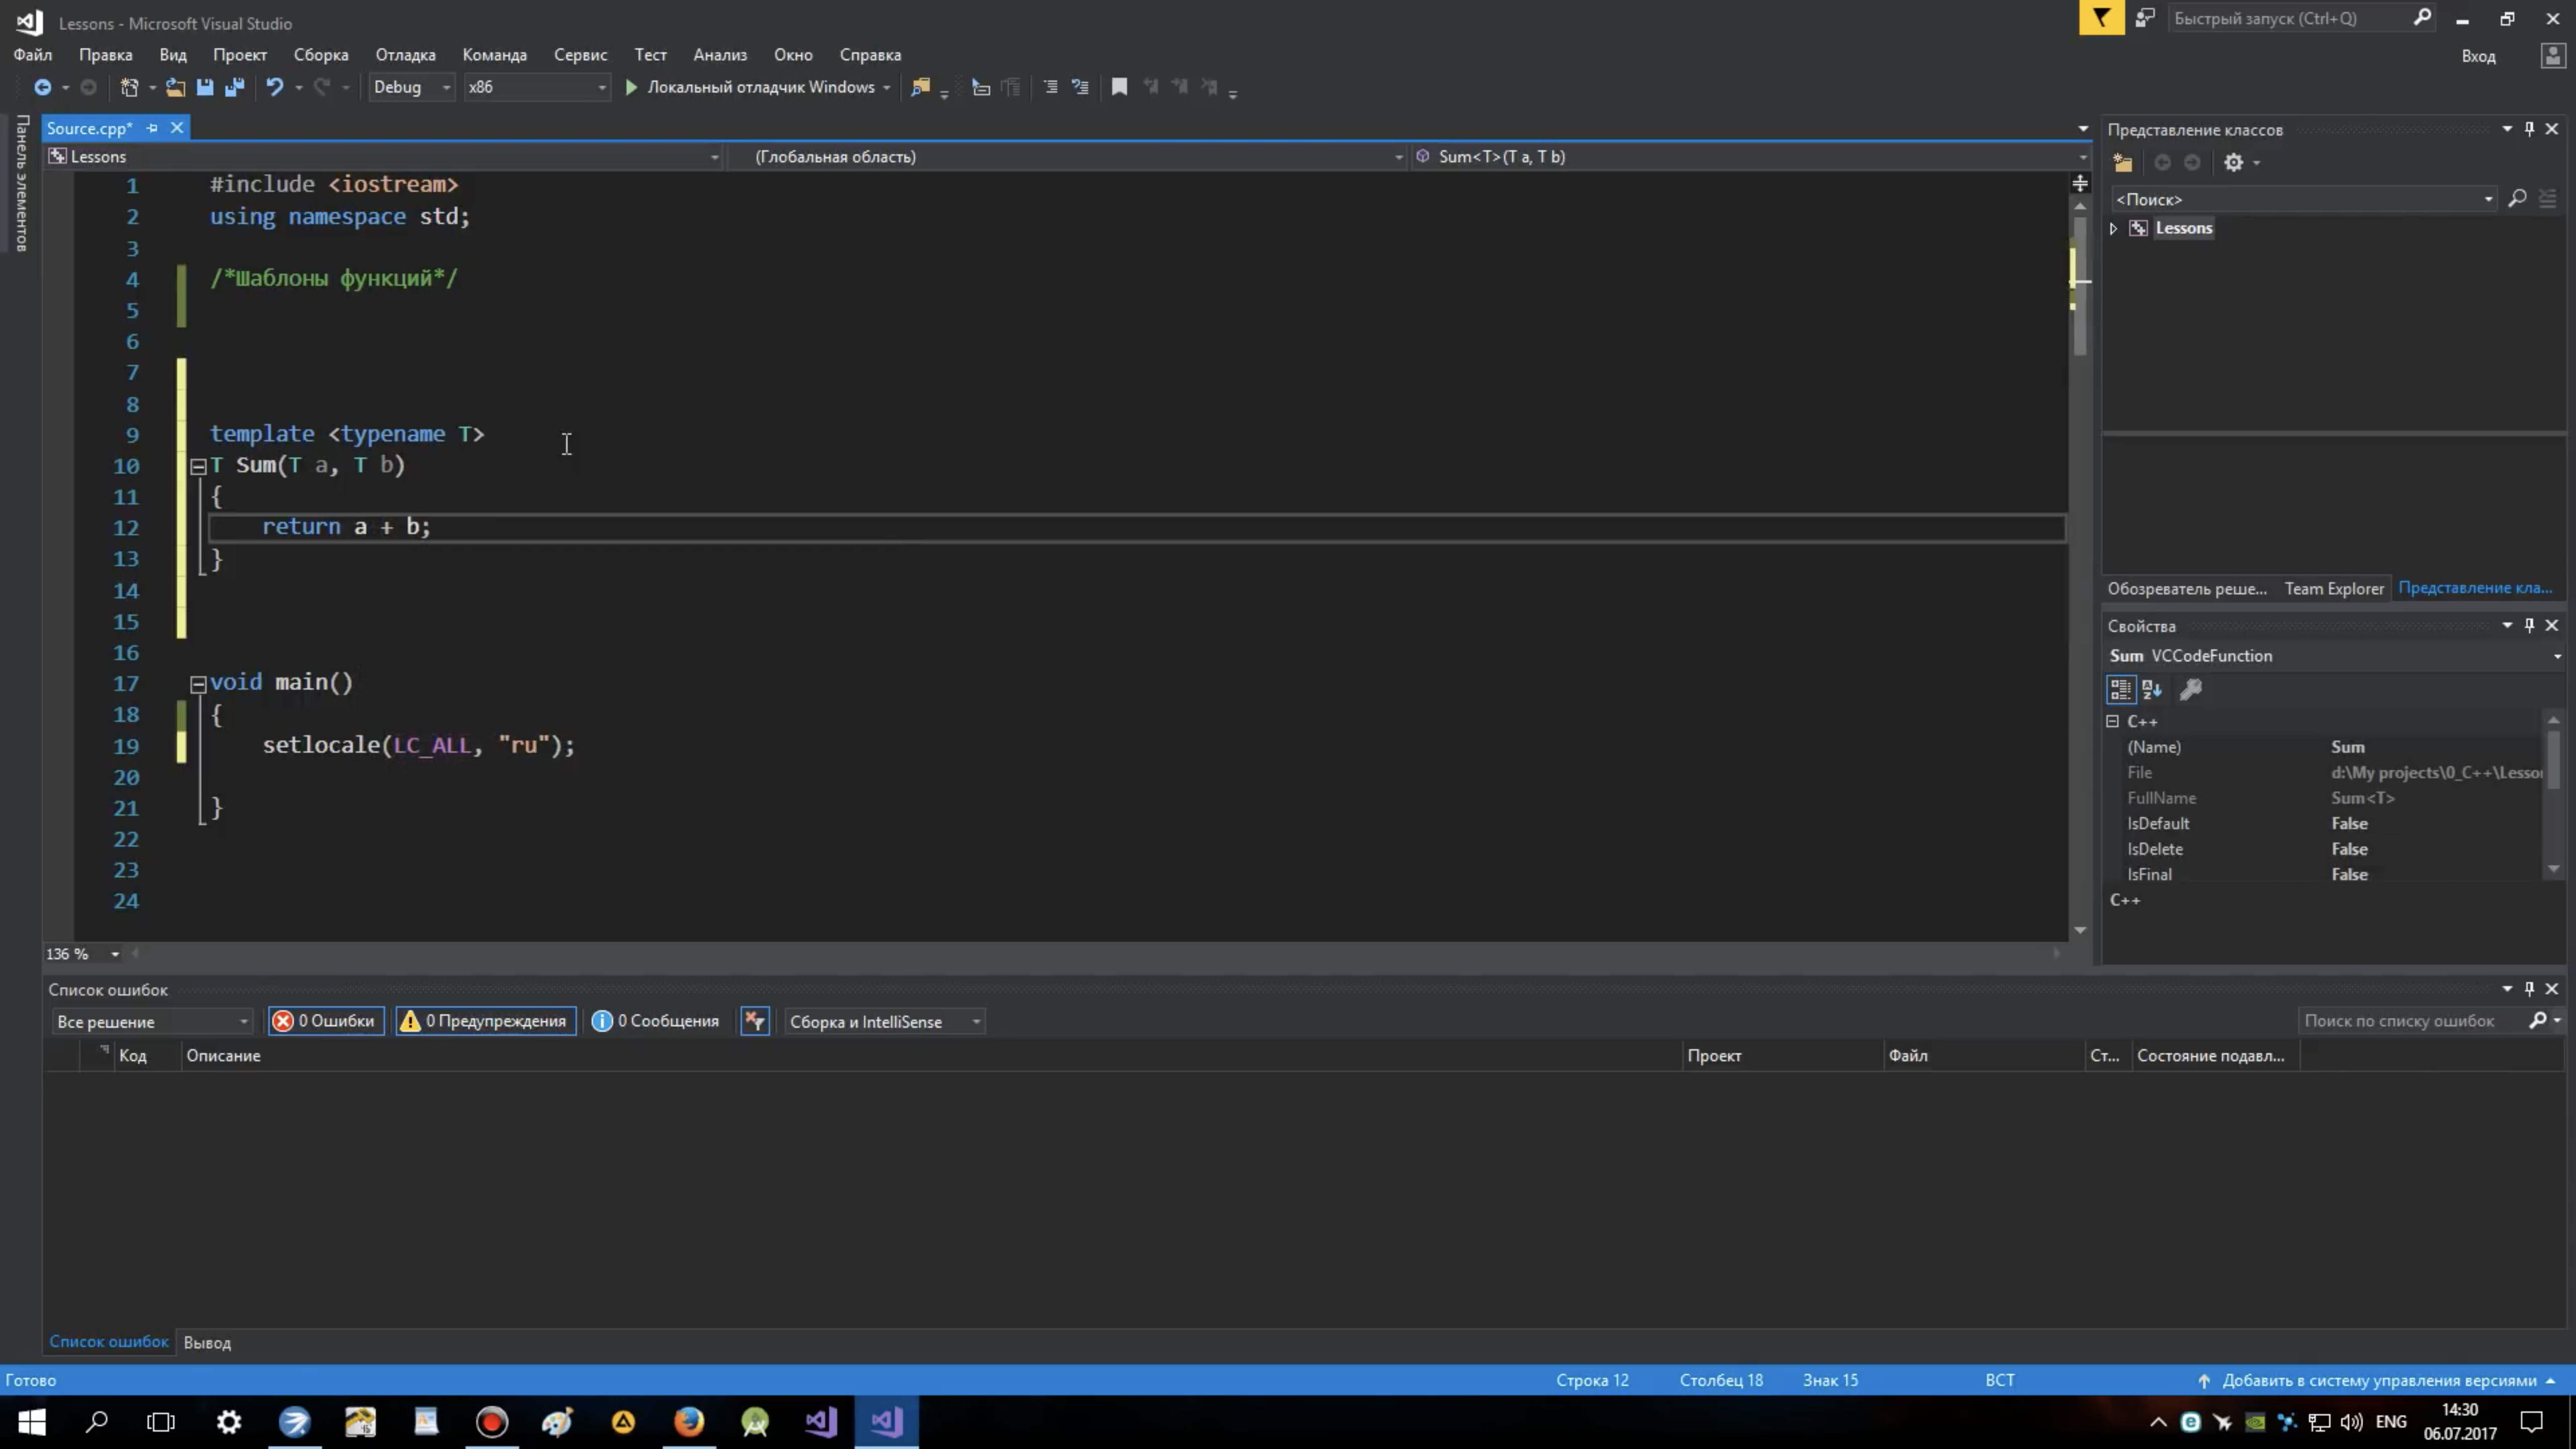 Lessons - Microsoft Visual Studio
Быстрый запуск (Ctrl+Q)
Файл Правка Вид Проект Сборка Отладка Команда Сервис Тест Анализ Окно Справка
Вход
Debug x86 Локальный отладчик Windows
Панель элементов
Source.cpp*
Lessons (Глобальная область) Sum<T>(T a, T b)
1 #include <iostream>
2 using namespace std;
3
4 /*Шаблоны функций*/
5
6
7
8
9 template <typename T>
10 T Sum(T a, T b)
11 {
12 return a + b;
13 }
14
15
16
17 void main()
18 {
19 setlocale(LC_ALL, "ru");
20
21 }
22
23
24
136 %
Представление классов
<Поиск>
Lessons
Обозреватель реше... Team Explorer Представление кла...
Свойства
Sum VCCodeFunction
C++
(Name) Sum
File d:\My projects\0_C++\Lesso
FullName Sum<T>
IsDefault False
IsDelete False
IsFinal False
C++
Список ошибок
Все решение 0 Ошибки 0 Предупреждения 0 Сообщения Сборка и IntelliSense Поиск по списку ошибок
Код Описание Проект Файл Ст... Состояние подавл...
Список ошибок Вывод
Готово Строка 12 Столбец 18 Знак 15 ВСТ Добавить в систему управления версиями
ENG
14:30
06.07.2017